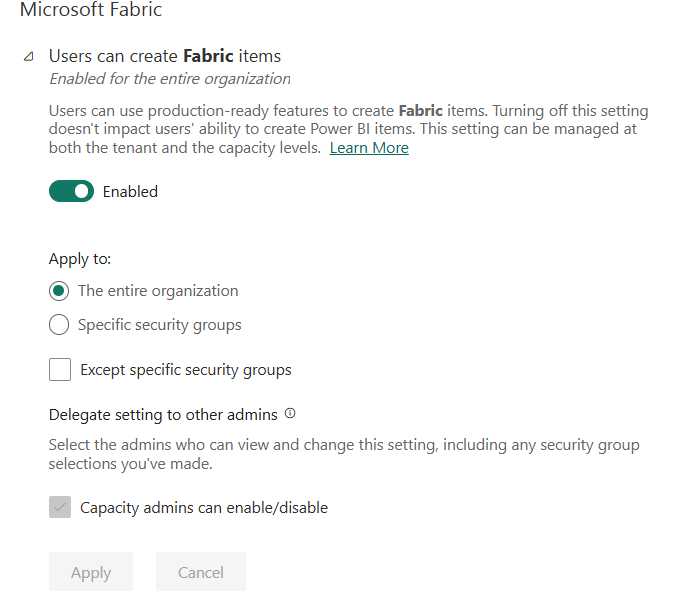 Microsoft Fabric
Users can create Fabric items
Enabled for the entire organization
Users can use production-ready features to create Fabric items. Turning off this setting
doesn't impact users' ability to create Power BI items. This setting can be managed at
both the tenant and the capacity levels. Learn More
Enabled
Apply to:
The entire organization
Specific security groups
Except specific security groups
Delegate setting to other admins
Select the admins who can view and change this setting, including any security group
selections you've made.
Capacity admins can enable/disable
Apply Cancel